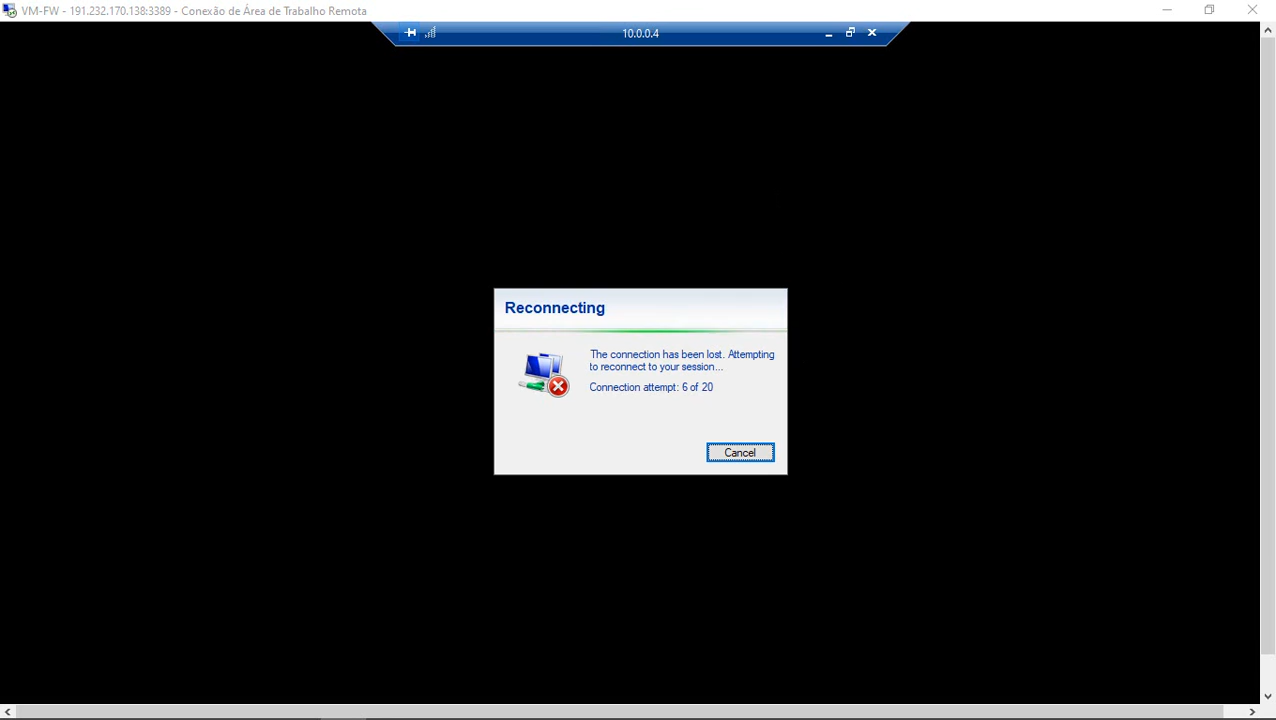 VM-FW - 191.232.170.138:3389 - Conexão de Área de Trabalho Remota
10.0.0.4
Reconnecting
The connection has been lost. Attempting
to reconnect to your session...
Connection attempt: 6 of 20
Cancel